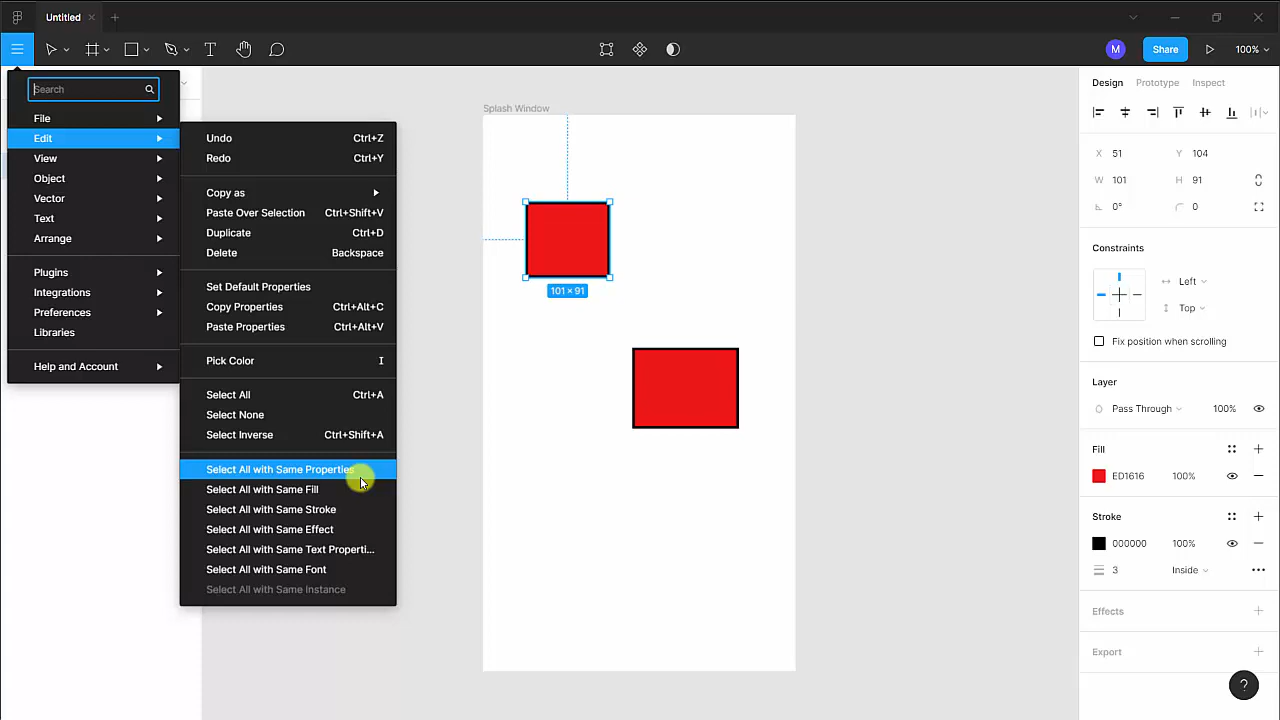 Untitled
T
M
Share
100%
Search
File
Edit
View
Object
Vector
Text
Arrange
Plugins
Integrations
Preferences
Libraries
Help and Account
Undo Ctrl+Z
Redo Ctrl+Y
Copy as
Paste Over Selection Ctrl+Shift+V
Duplicate Ctrl+D
Delete Backspace
Set Default Properties
Copy Properties Ctrl+Alt+C
Paste Properties Ctrl+Alt+V
Pick Color I
Select All Ctrl+A
Select None
Select Inverse Ctrl+Shift+A
Select All with Same Properties
Select All with Same Fill
Select All with Same Stroke
Select All with Same Effect
Select All with Same Text Properti...
Select All with Same Font
Select All with Same Instance
Splash Window
101 × 91
Design Prototype Inspect
X 51 Y 104
W 101 H 91
0° 0
Constraints
Left
Top
Fix position when scrolling
Layer
Pass Through 100%
Fill
ED1616 100%
Stroke
000000 100%
3 Inside
Effects
Export
?